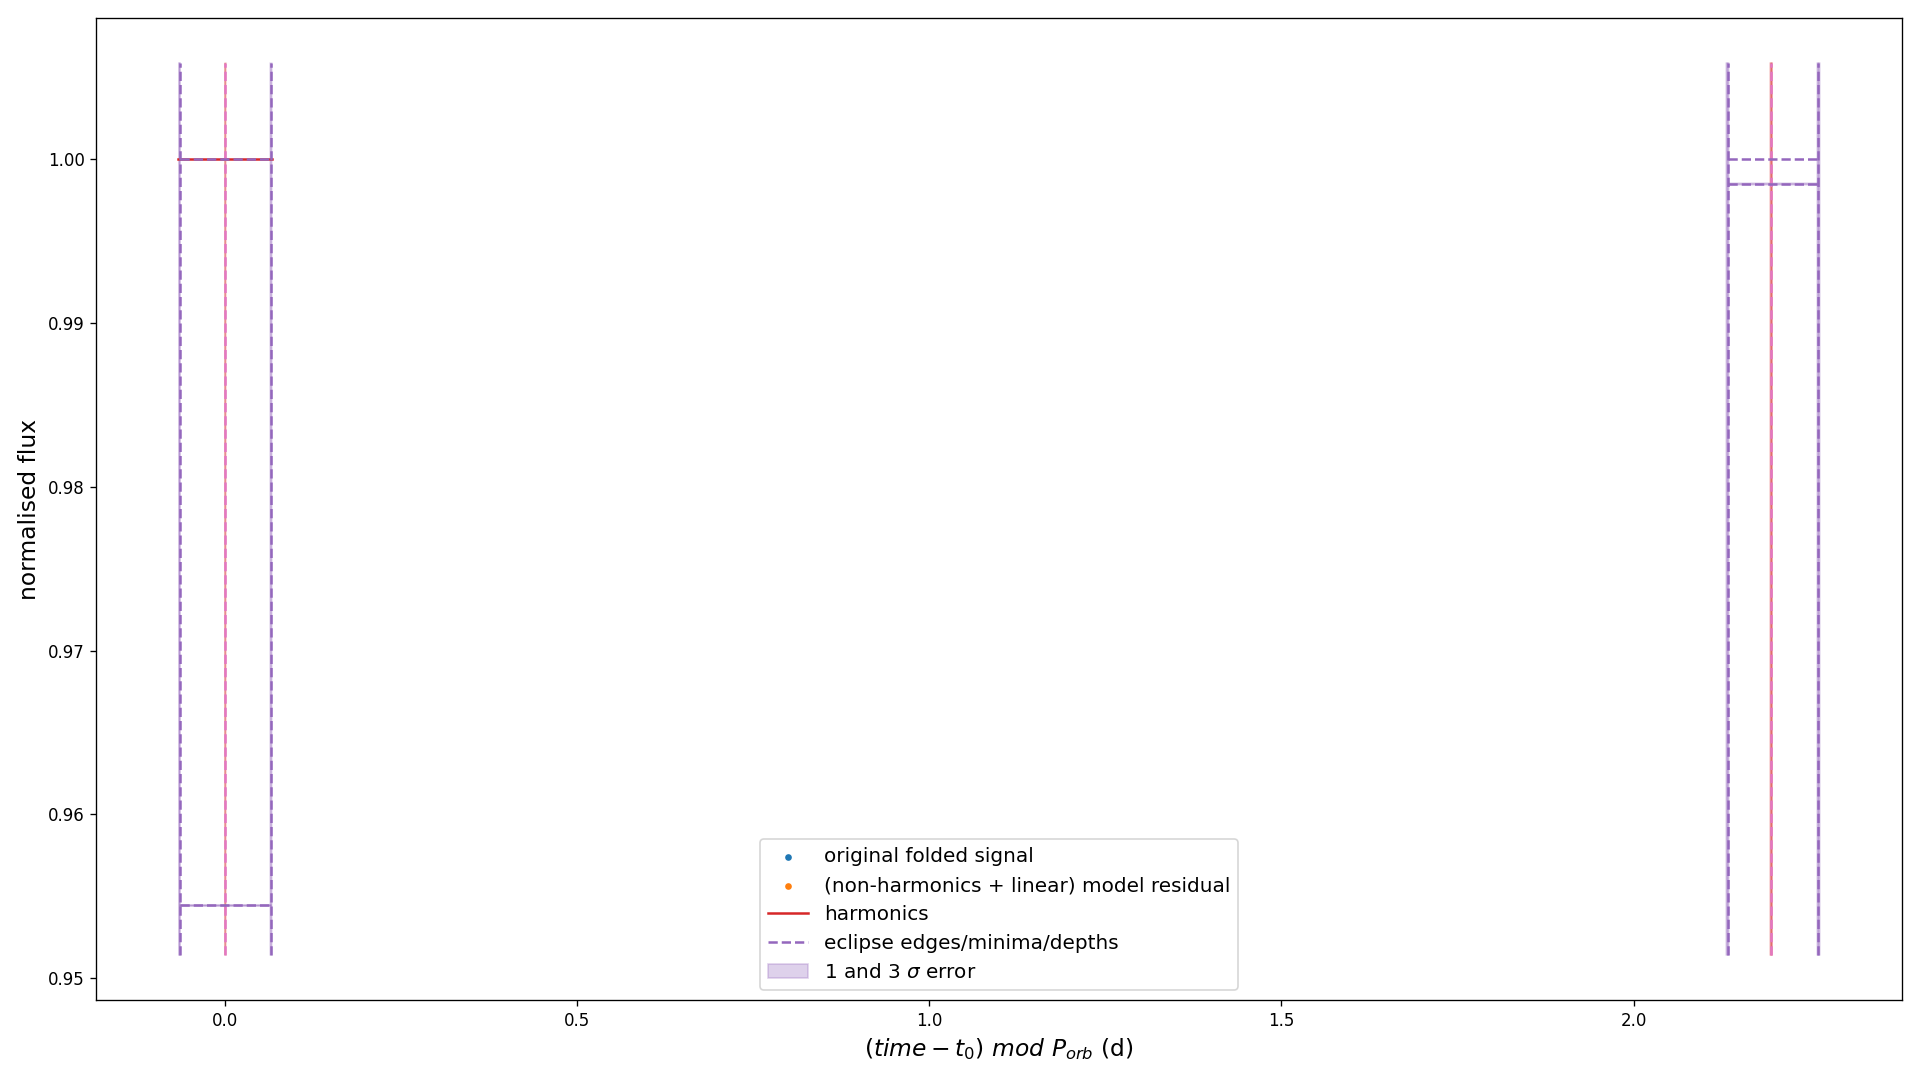 1.00
0.99
0.98
0.97
0.96
0.95
normalised flux
original folded signal
(non-harmonics + linear) model residual
harmonics
eclipse edges/minima/depths
1 and 3 σ error
0.0 0.5 1.0 1.5 2.0
(time − t₀) mod Pₒᵣb (d)